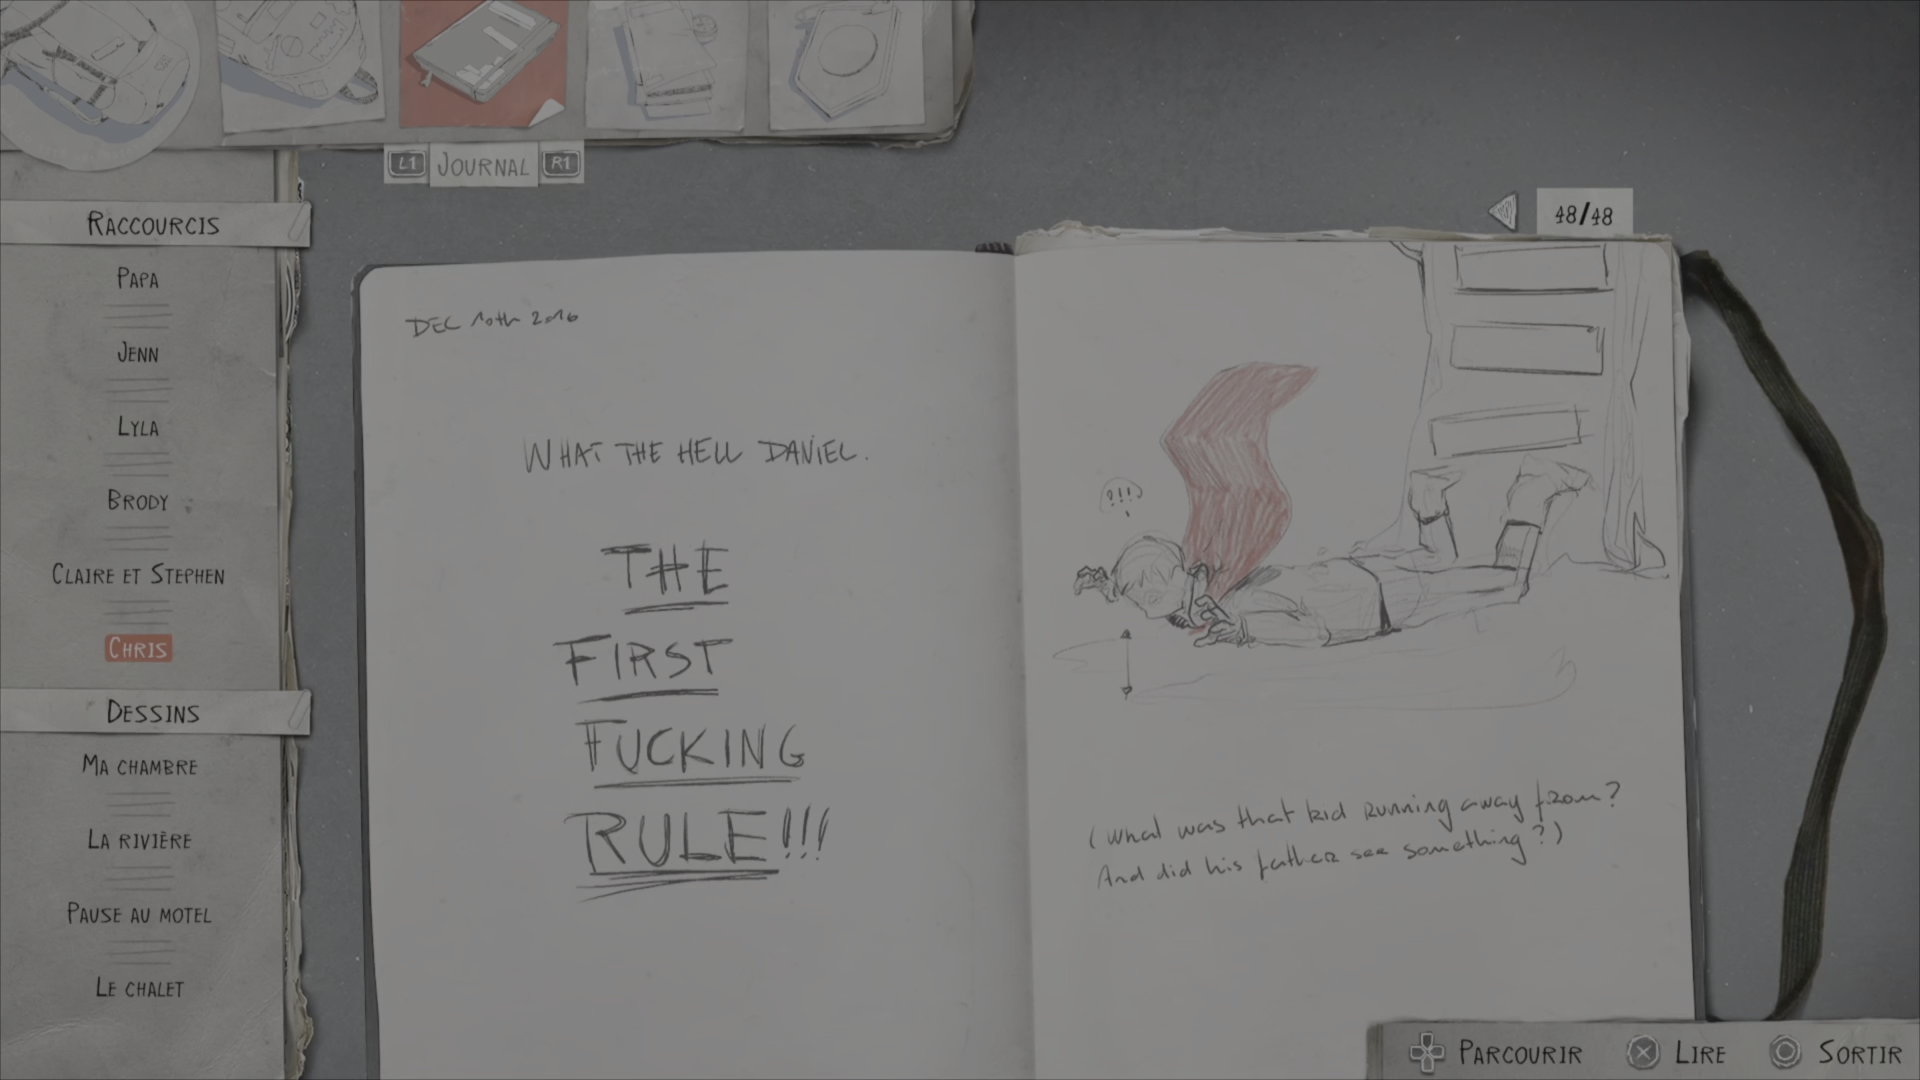 L1 JOURNAL R1
RACCOURCIS
PAPA
JENN
LYLA
BRODY
CLAIRE ET STEPHEN
CHRIS
DESSINS
MA CHAMBRE
LA RIVIÈRE
PAUSE AU MOTEL
LE CHALET
48/48
DEC 10th 2016
WHAT THE HELL DANIEL.
THE
FIRST
FUCKING
RULE!!!
?!!
(What was that kid running away from?
And did his father see something?)
PARCOURIR LIRE SORTIR